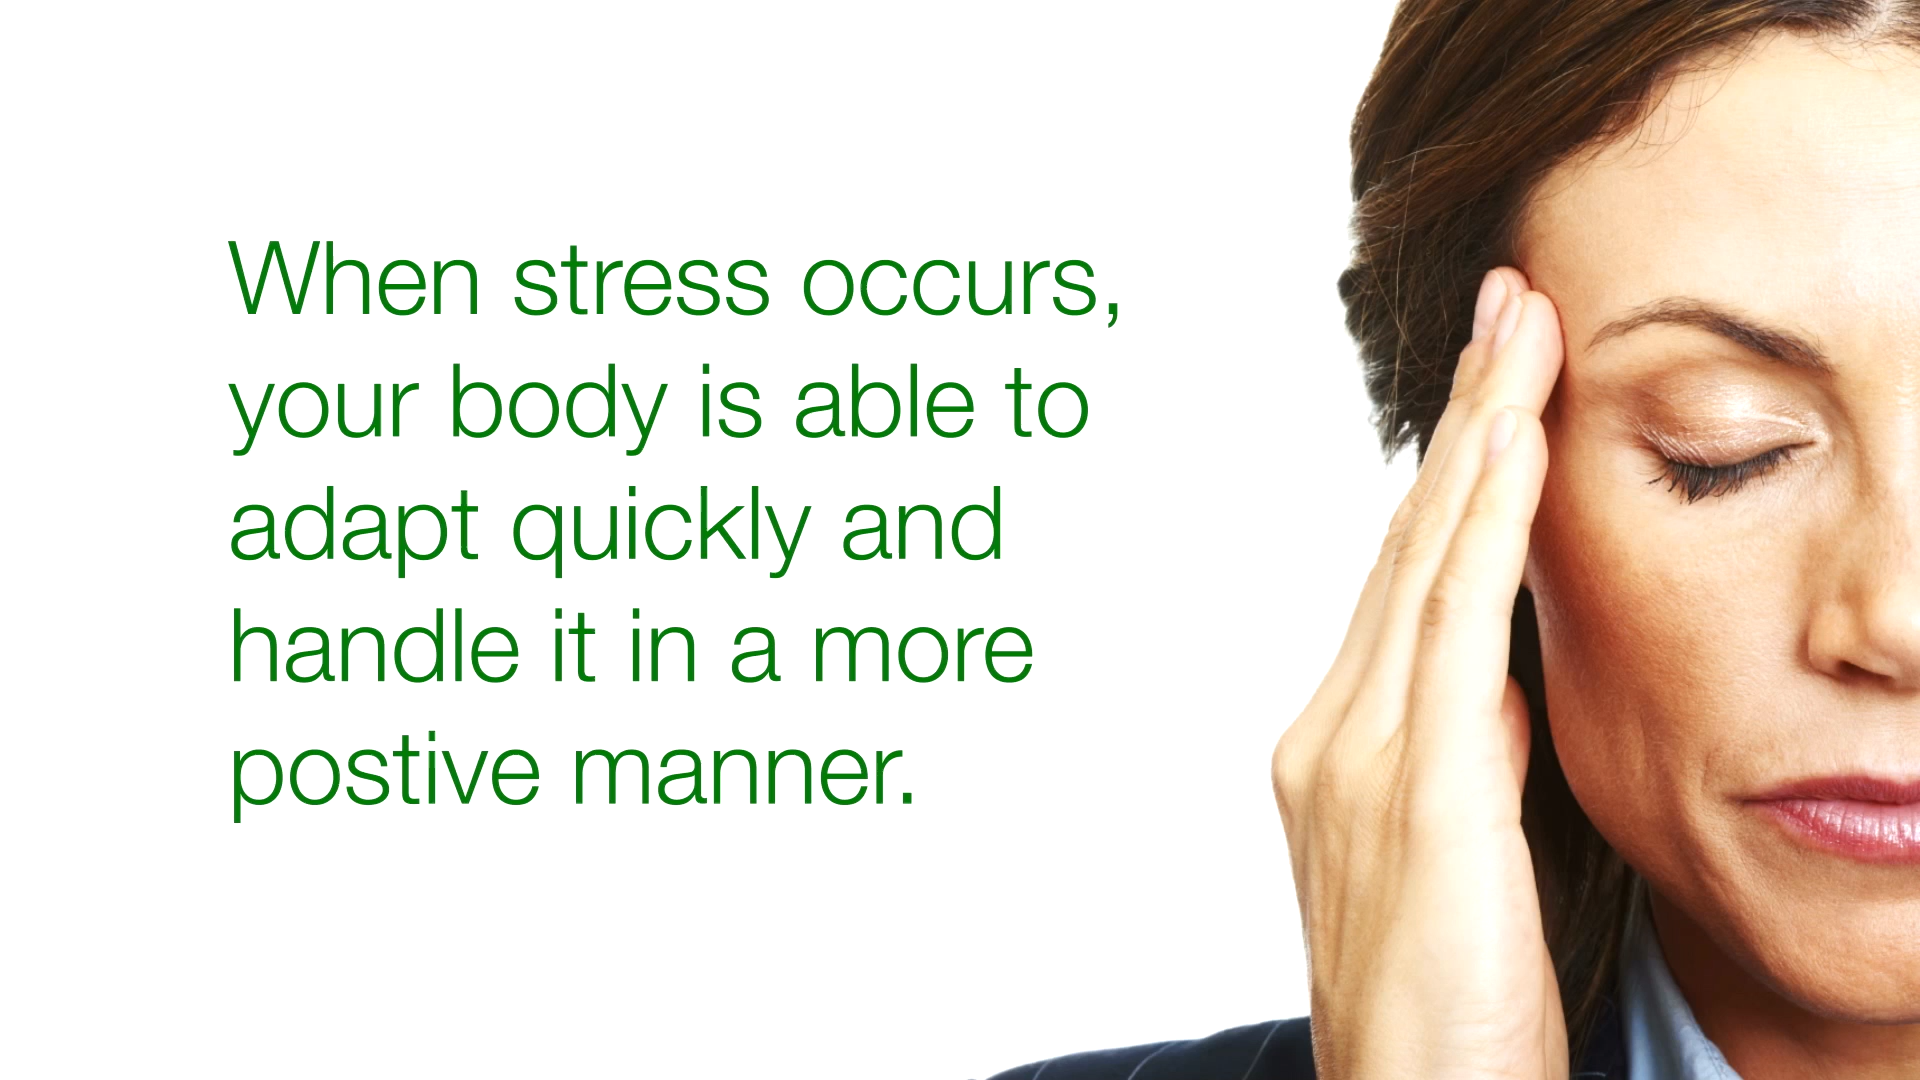 When stress occurs,
your body is able to
adapt quickly and
handle it in a more
postive manner.